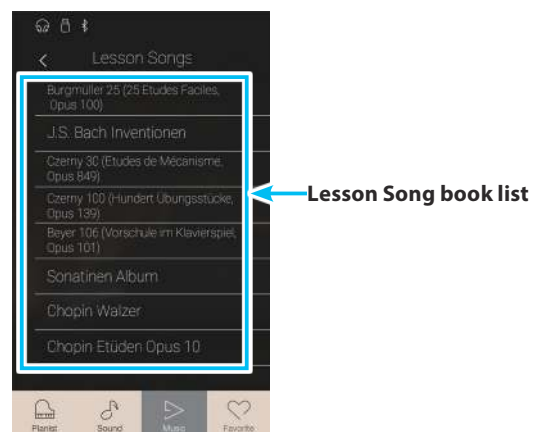 Lesson Songs
Burgmüller 25 (25 Etudes Faciles,
Opus 100)
J.S. Bach Inventionen
Czerny 30 (Etudes de Mécanisme,
Opus 849)
Czerny 100 (Hundert Übungsstücke,
Opus 139)
Beyer 106 (Vorschule im Klavierspiel,
Opus 101)
Sonatinen Album
Chopin Walzer
Chopin Etüden Opus 10
Lesson Song book list
Pianist Sound Music Favorite